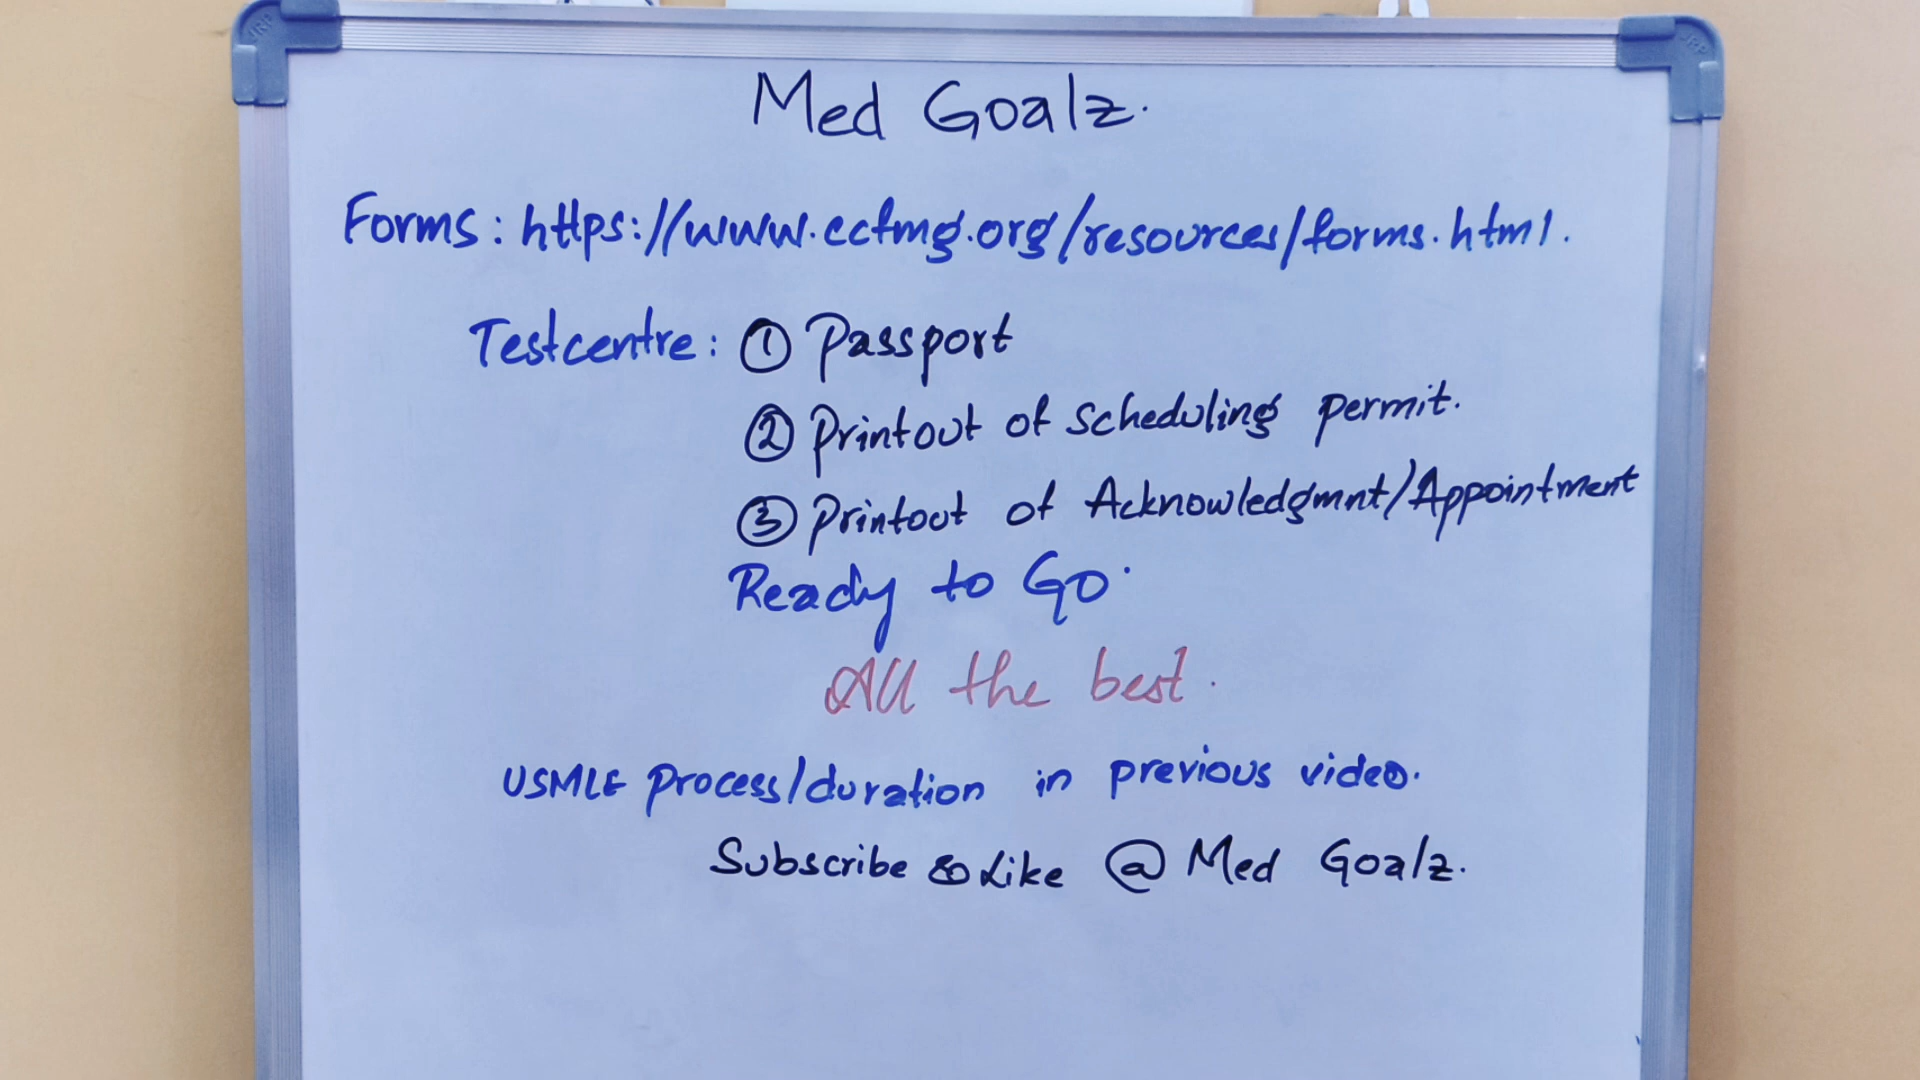 Med Goalz.
Forms: https://www.ecfmg.org/resources/forms.html.
Testcentre: ① Passport
② Printout of Scheduling permit.
③ Printout of Acknowledgmnt/Appointment
Ready to Go.
All the best.
USMLE Process/duration in previous video.
Subscribe & Like @ Med Goalz.